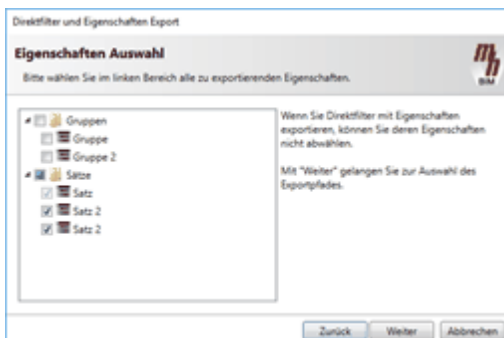 Direktfilter und Eigenschaften Export
Eigenschaften Auswahl
Bitte wählen Sie im linken Bereich alle zu exportierenden Eigenschaften.
mb
BIM
Gruppen
Gruppe
Gruppe 2
Sätze
Satz
Satz 2
Satz 2
Wenn Sie Direktfilter mit Eigenschaften
exportieren, können Sie deren Eigenschaften
nicht abwählen.
Mit "Weiter" gelangen Sie zur Auswahl des
Exportpfades.
Zurück
Weiter
Abbrechen